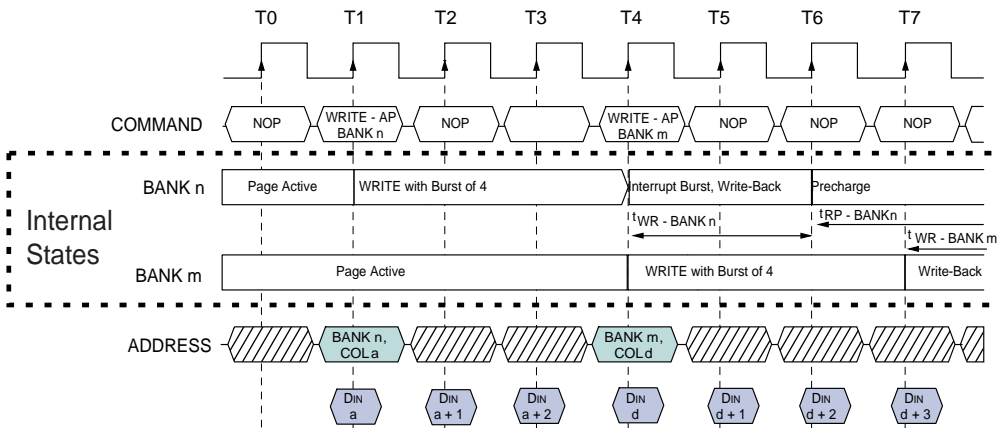 T0 T1 T2 T3 T4 T5 T6 T7
COMMAND
NOP
WRITE - AP
BANK n
NOP
WRITE - AP
BANK m
NOP
NOP
NOP
Internal
States
BANK n
Page Active
WRITE with Burst of 4
Interrupt Burst, Write-Back
Precharge
tWR - BANK n
tRP - BANK n
tWR - BANK m
BANK m
Page Active
WRITE with Burst of 4
Write-Back
ADDRESS
BANK n,
COL a
BANK m,
COL d
DIN
a
DIN
a + 1
DIN
a + 2
DIN
d
DIN
d + 1
DIN
d + 2
DIN
d + 3